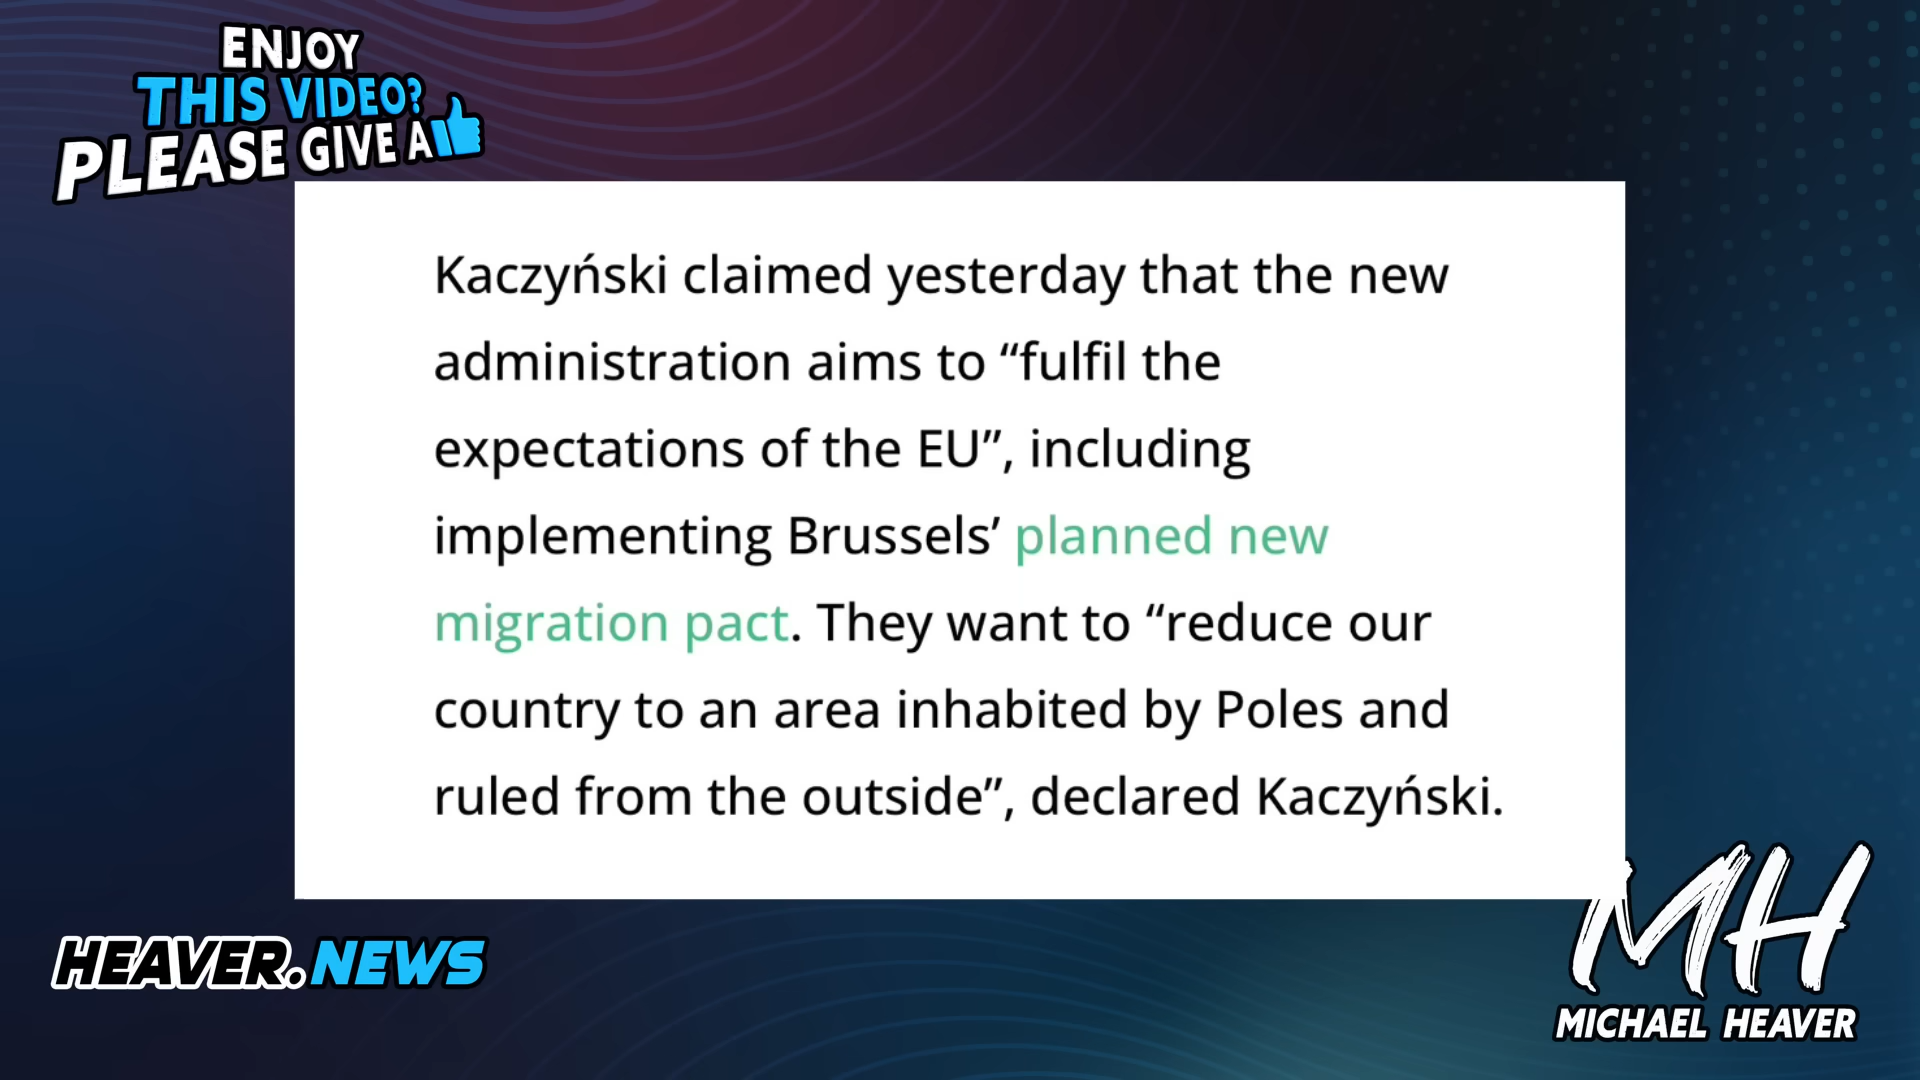 ENJOY
THIS VIDEO?
PLEASE GIVE A
Kaczyński claimed yesterday that the new
administration aims to “fulfil the
expectations of the EU”, including
implementing Brussels’ planned new
migration pact. They want to “reduce our
country to an area inhabited by Poles and
ruled from the outside”, declared Kaczyński.
HEAVER.NEWS
MH
MICHAEL HEAVER